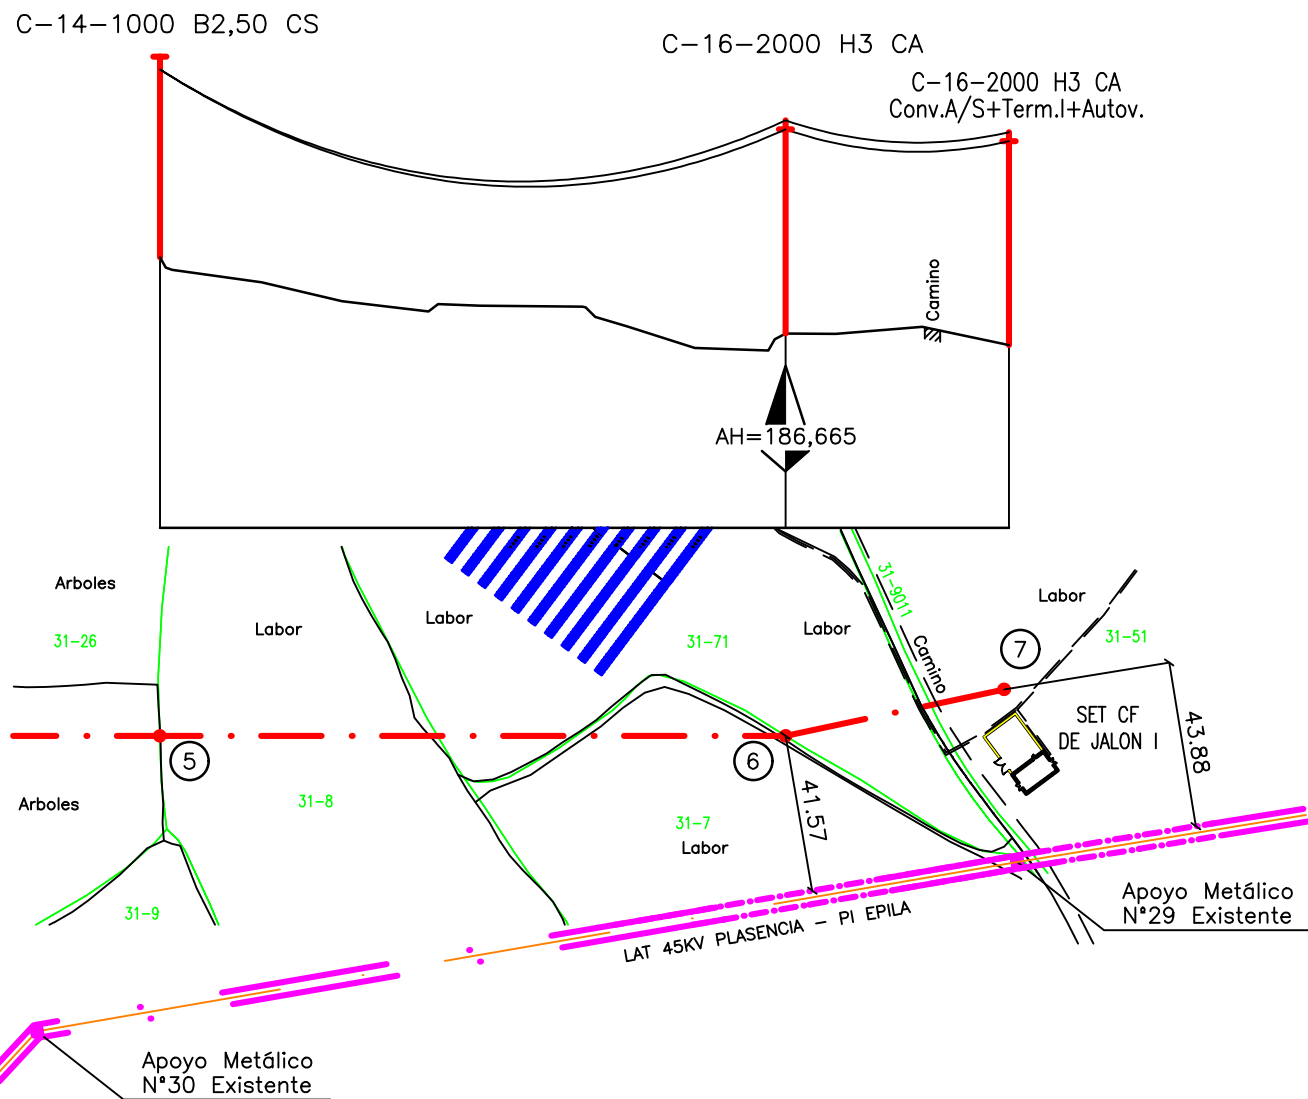 C-14-1000 B2,50 CS
C-16-2000 H3 CA
C-16-2000 H3 CA
Conv.A/S+Term.I+Autov.
Camino
AH=186,665
Arboles
31-26
Labor
Labor
31-71
Labor
31-9011
Camino
Labor
31-51
7
5
6
SET CF
DE JALON I
43.88
41.57
Arboles
31-8
31-7
Labor
31-9
LAT 45KV PLASENCIA - PI EPILA
Apoyo Metálico
Nº29 Existente
Apoyo Metálico
Nº30 Existente